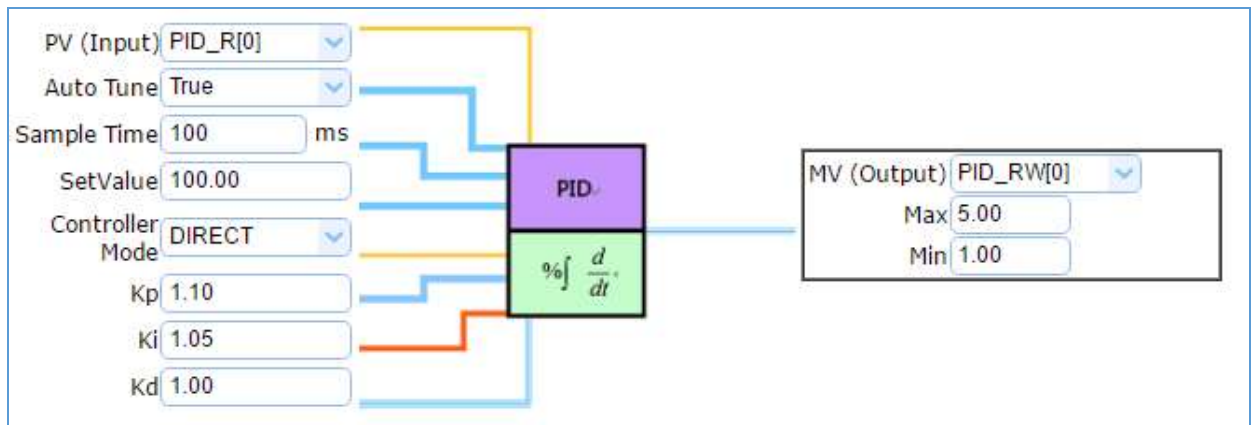 PV (Input) PID_R[0]
Auto Tune True
Sample Time 100 ms
SetValue 100.00
Controller
Mode DIRECT
Kp 1.10
Ki 1.05
Kd 1.00
PID
%∫ d/dt
MV (Output) PID_RW[0]
Max 5.00
Min 1.00